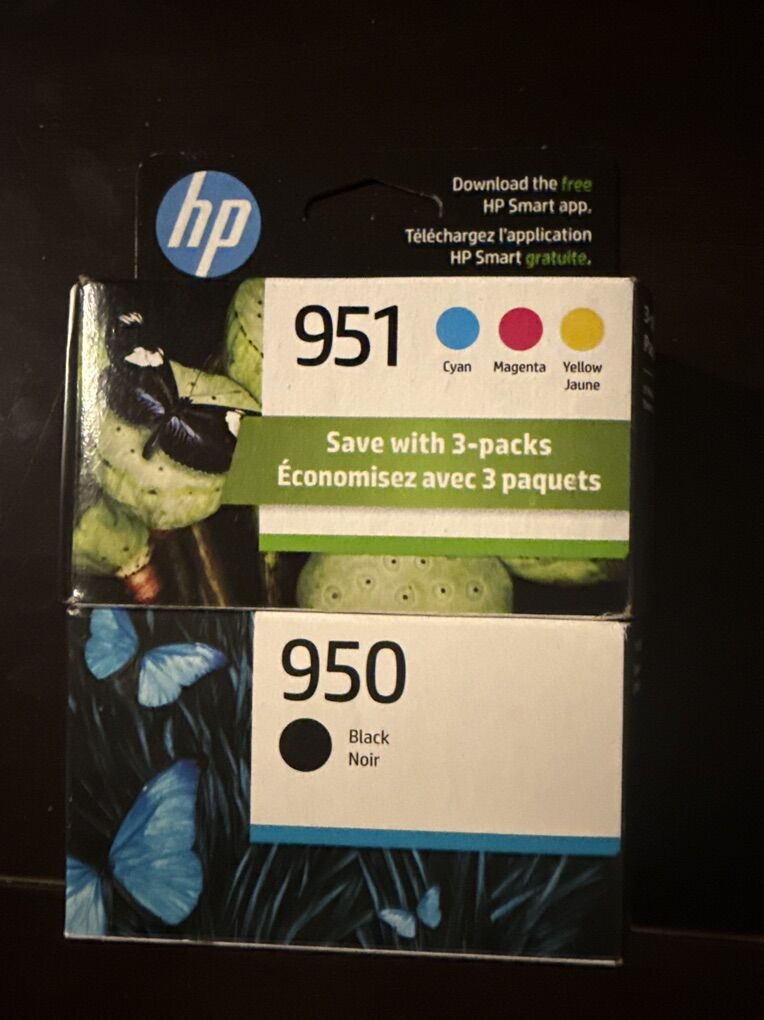 hp
Download the free
HP Smart app.
Téléchargez l'application
HP Smart gratuite.
951
Cyan Magenta Yellow
Jaune
Save with 3-packs
Économisez avec 3 paquets
950
Black
Noir